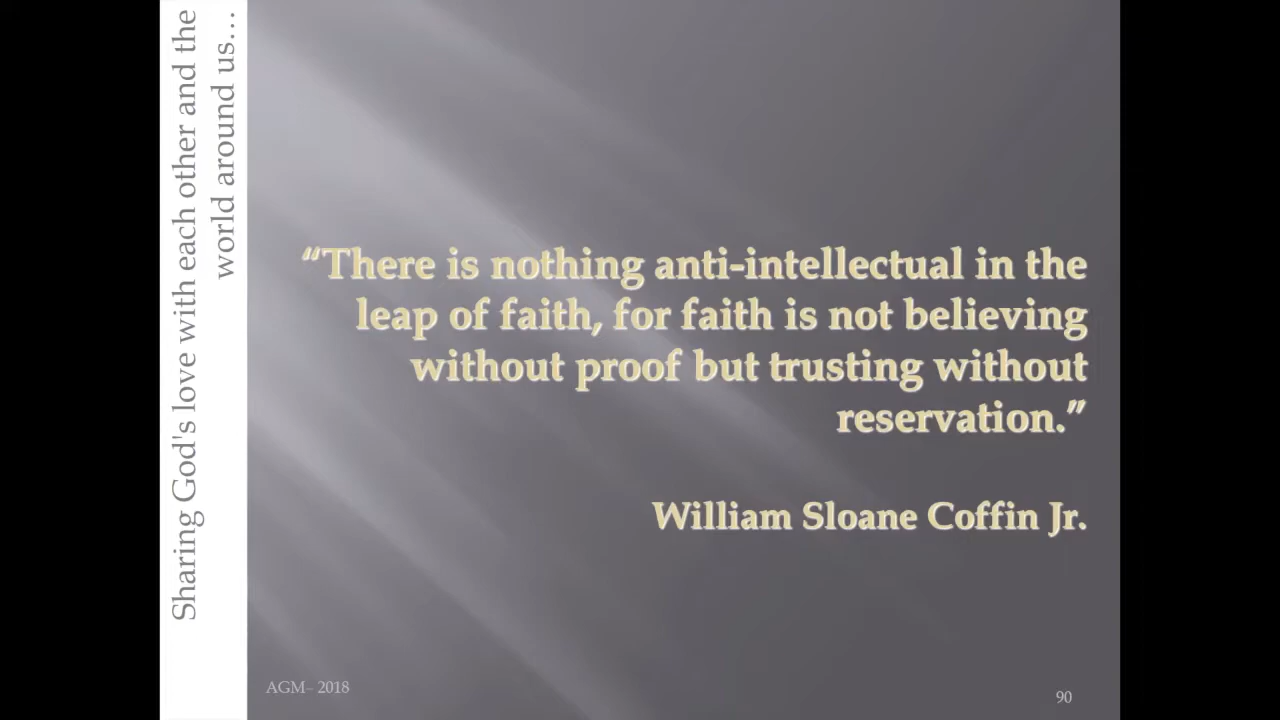 Sharing God's love with each other and the
world around us…
“There is nothing anti-intellectual in the
leap of faith, for faith is not believing
without proof but trusting without
reservation.”
William Sloane Coffin Jr.
AGM– 2018
90